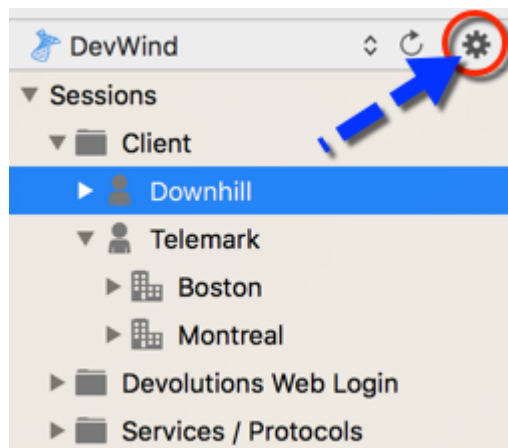 DevWind
Sessions
Client
Downhill
Telemark
Boston
Montreal
Devolutions Web Login
Services / Protocols